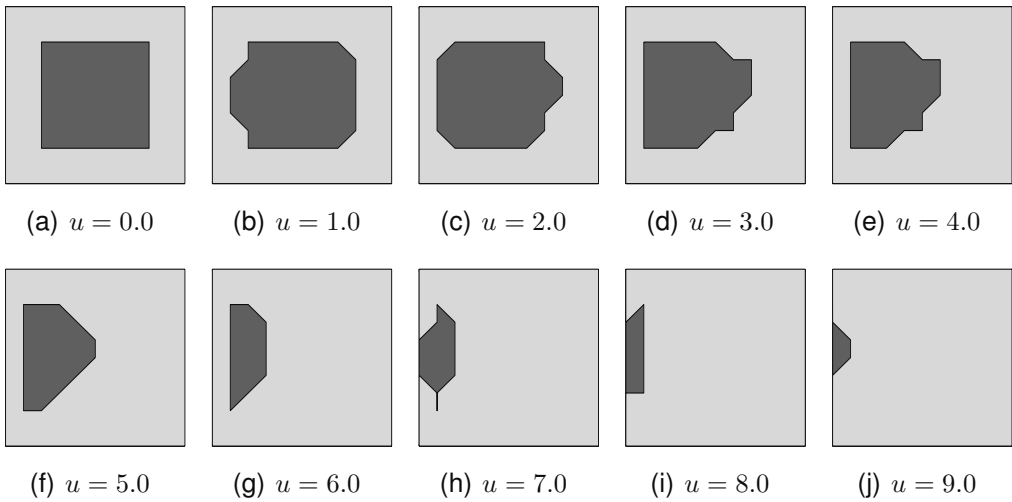 (a) u = 0.0
(b) u = 1.0
(c) u = 2.0
(d) u = 3.0
(e) u = 4.0
(f) u = 5.0
(g) u = 6.0
(h) u = 7.0
(i) u = 8.0
(j) u = 9.0